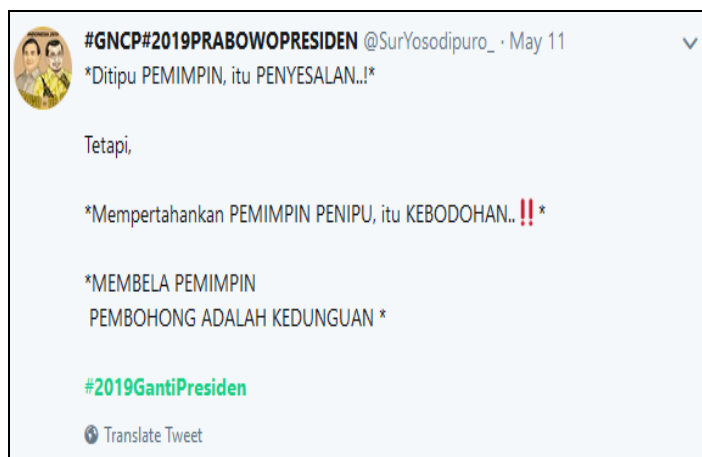 #GNCP#2019PRABOWOPRESIDEN @SurYosodipuro_ · May 11
*Ditipu PEMIMPIN, itu PENYESALAN..!*
Tetapi,
*Mempertahankan PEMIMPIN PENIPU, itu KEBODOHAN..‼️*
*MEMBELA PEMIMPIN
PEMBOHONG ADALAH KEDUNGUAN *
#2019GantiPresiden
Translate Tweet